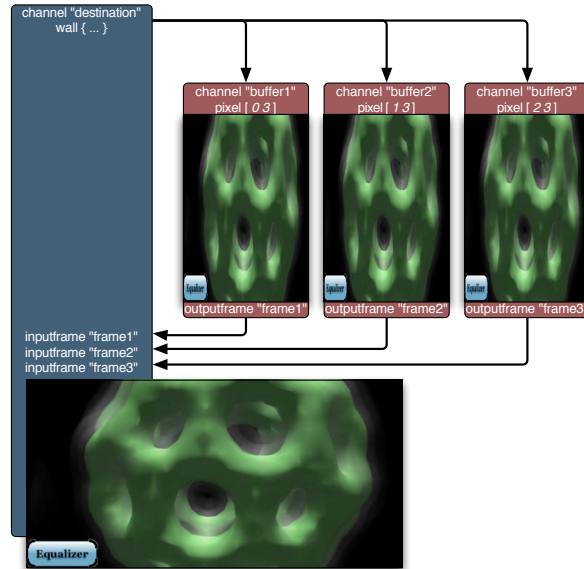 channel "destination"
wall { ... }
channel "buffer1"
pixel [ 0 3 ]
channel "buffer2"
pixel [ 1 3 ]
channel "buffer3"
pixel [ 2 3 ]
Equalizer
Equalizer
Equalizer
outputframe "frame1"
outputframe "frame2"
outputframe "frame3
inputframe "frame1"
inputframe "frame2"
inputframe "frame3"
Equalizer